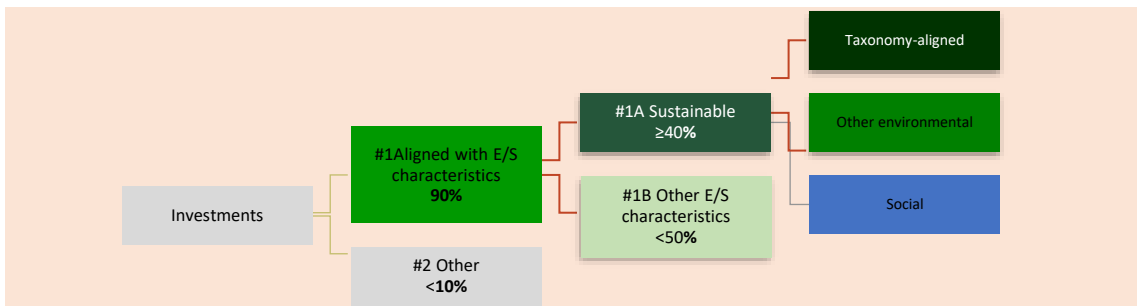 Taxonomy-aligned
#1A Sustainable
≥40%
Other environmental
#1Aligned with E/S
characteristics
90%
#1B Other E/S
characteristics
<50%
Social
Investments
#2 Other
<10%